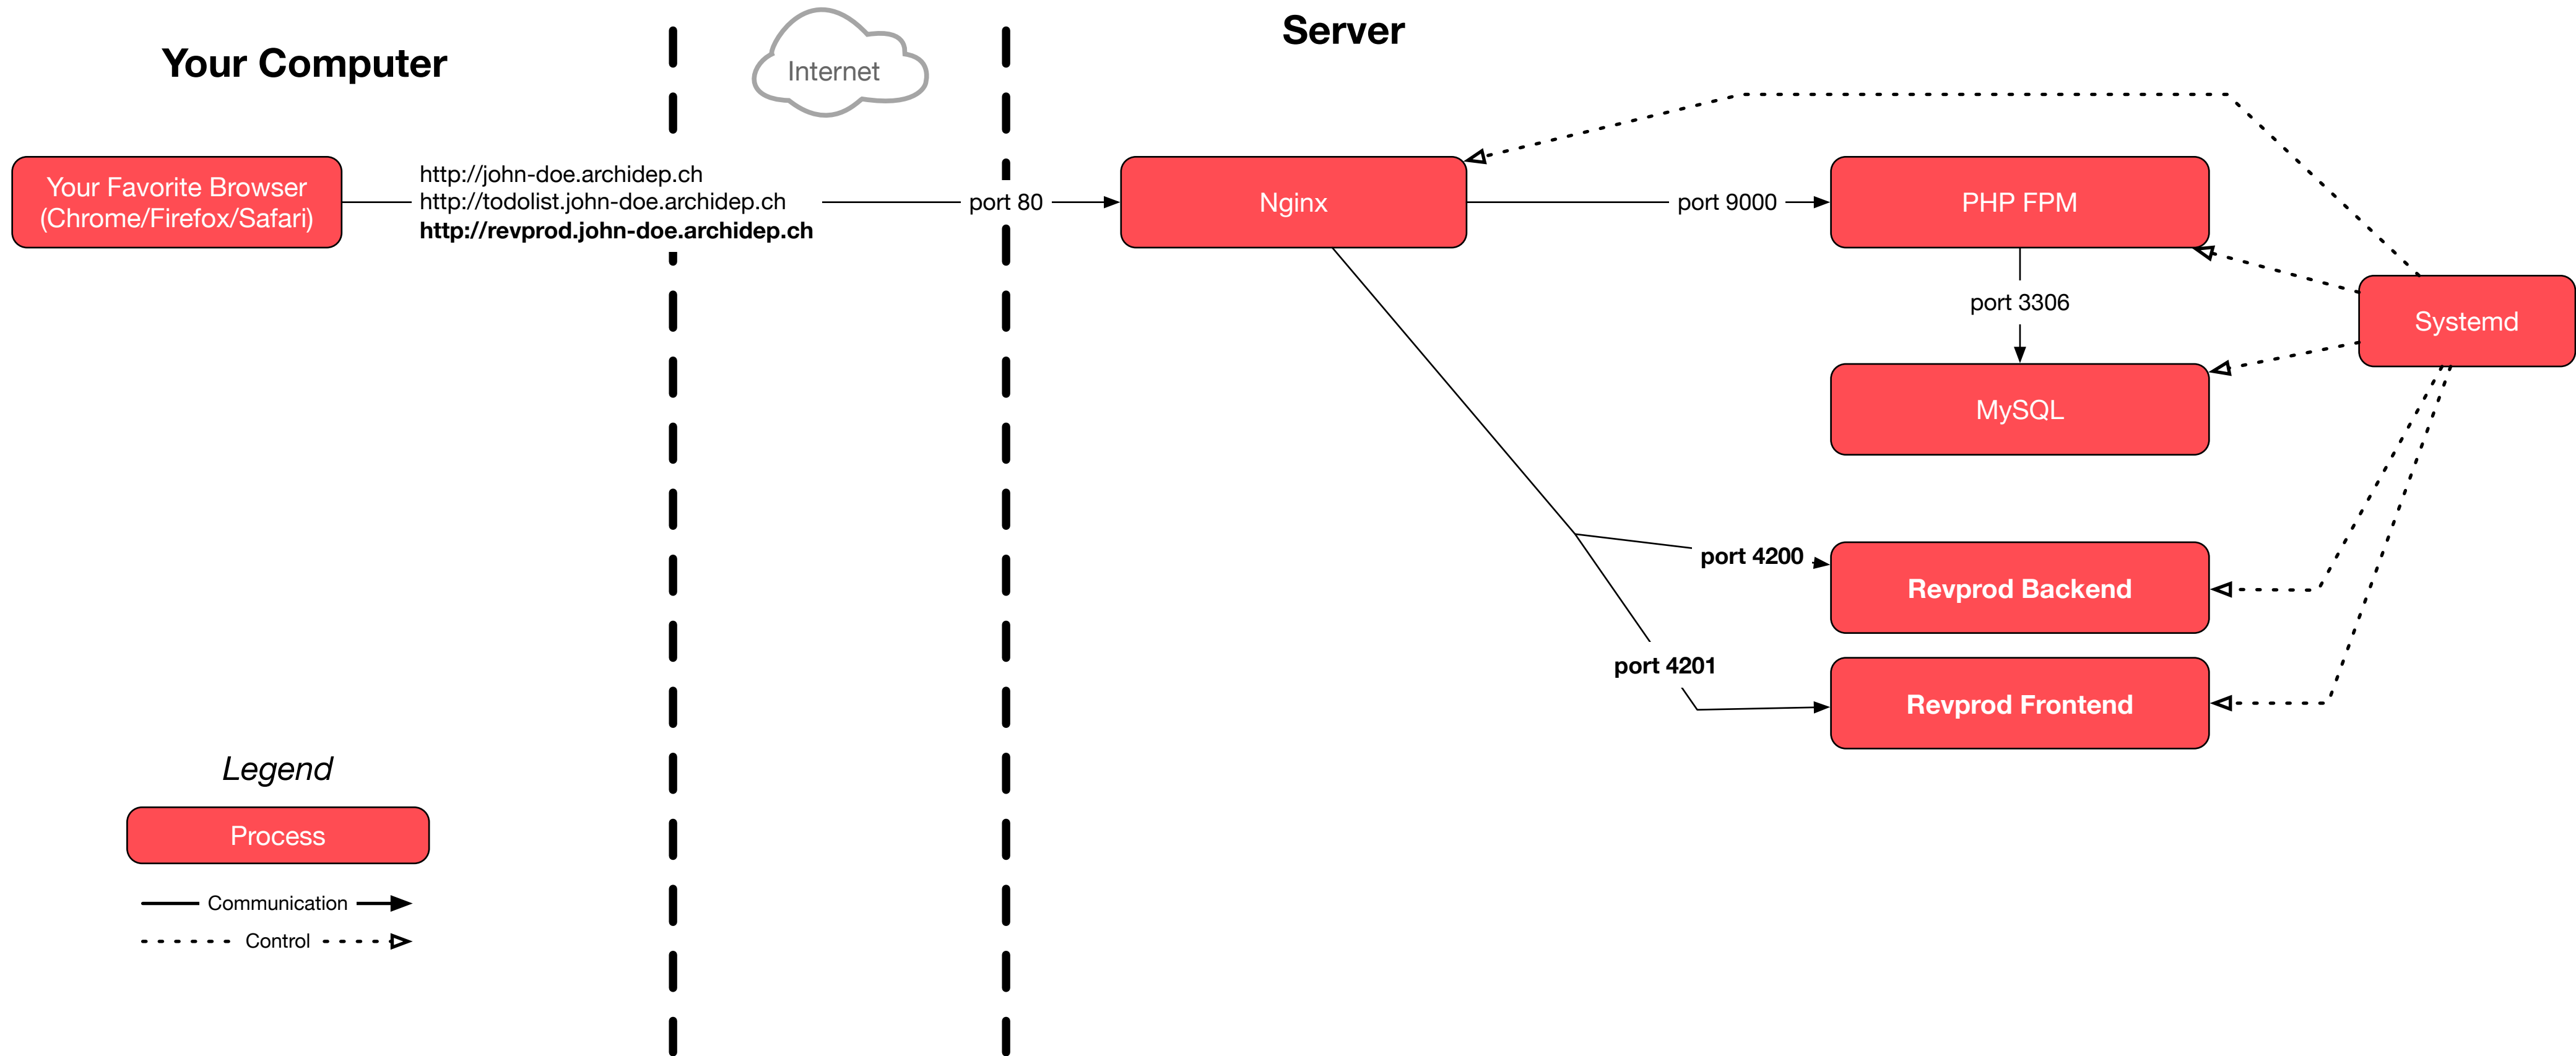 Your Computer
Internet
Server
Your Favorite Browser
(Chrome/Firefox/Safari)
http://john-doe.archidep.ch
http://todolist.john-doe.archidep.ch
http://revprod.john-doe.archidep.ch
port 80
Nginx
port 9000
PHP FPM
port 3306
Systemd
MySQL
port 4200
Revprod Backend
port 4201
Revprod Frontend
Legend
Process
Communication
Control